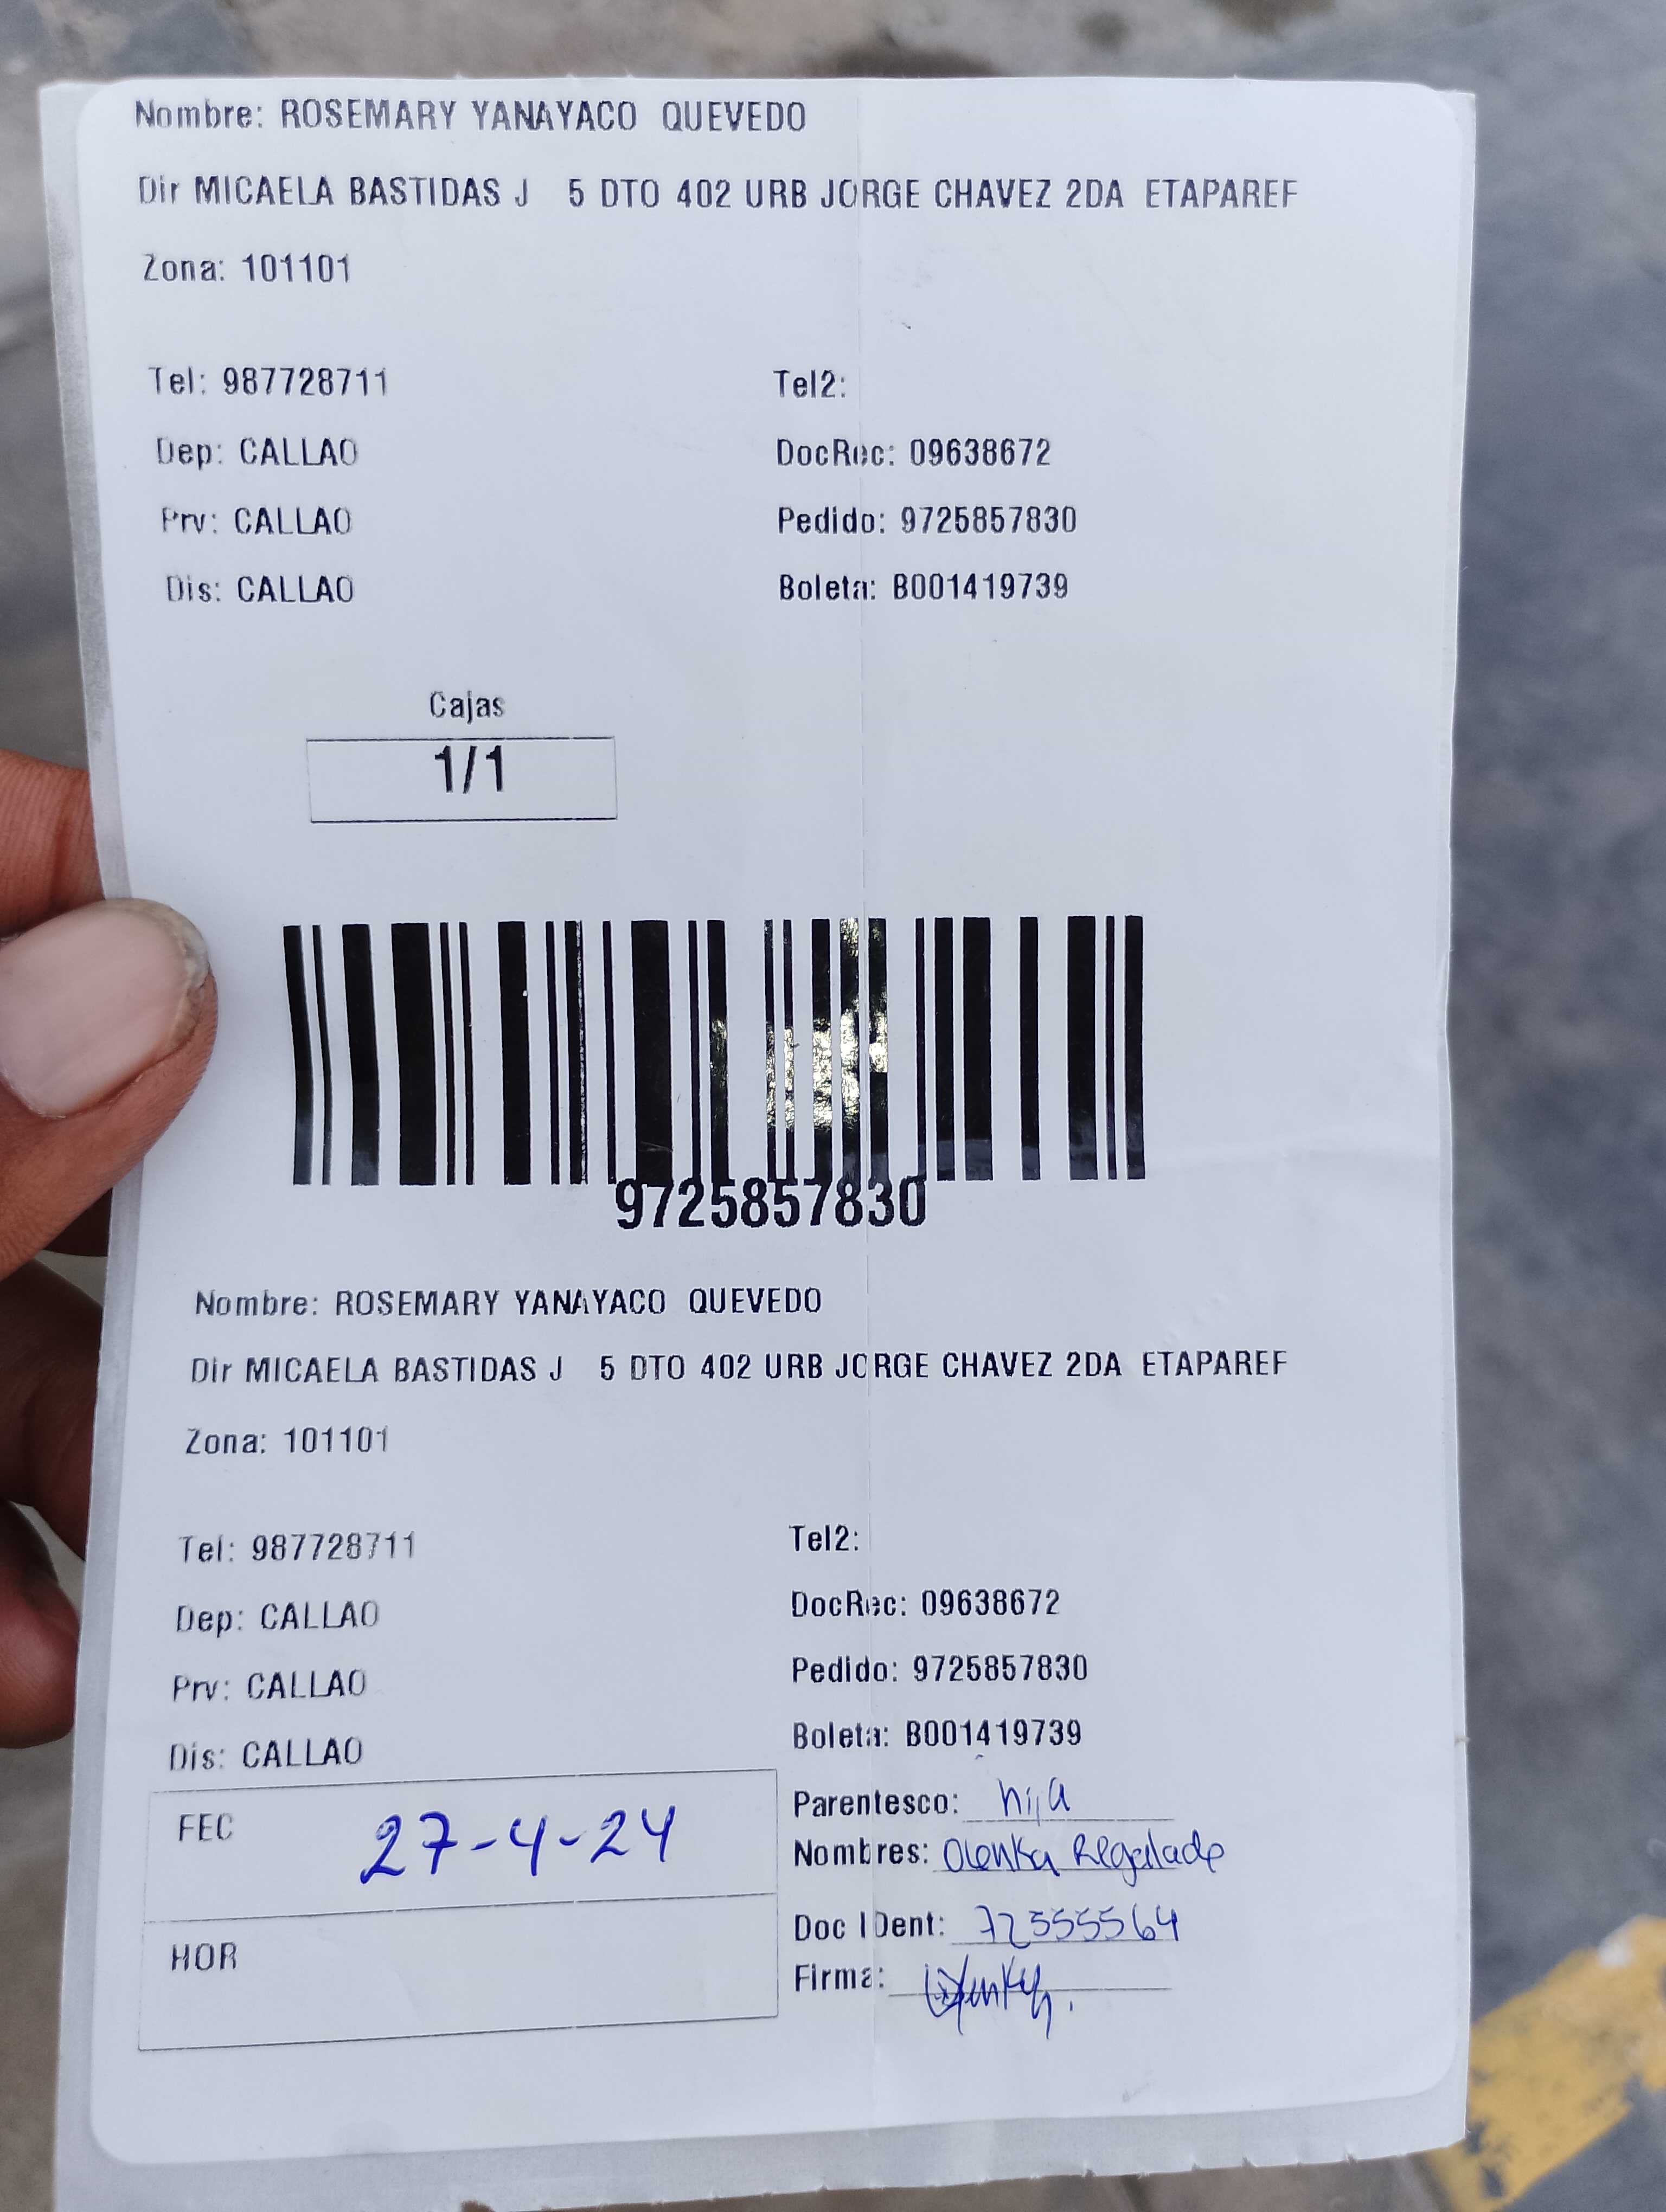 Nombre: ROSEMARY YANAYACO QUEVEDO
Dir MICAELA BASTIDAS J 5 DTO 402 URB JORGE CHAVEZ 2DA ETAPAREF
Zona: 101101
Tel: 987728711 Tel2:
Dep: CALLAO DocRec: 09638672
Prv: CALLAO Pedido: 9725857830
Dis: CALLAO Boleta: B001419739
Cajas
1/1
9725857830
Nombre: ROSEMARY YANAYACO QUEVEDO
Dir MICAELA BASTIDAS J 5 DTO 402 URB JORGE CHAVEZ 2DA ETAPAREF
Zona: 101101
Tel: 987728711 Tel2:
Dep: CALLAO DocRec: 09638672
Prv: CALLAO Pedido: 9725857830
Dis: CALLAO Boleta: B001419739
FEC 27-4-24 Parentesco: hija
Nombres: Olenka Regalado
Doc IDent: 72555564
HOR Firma: